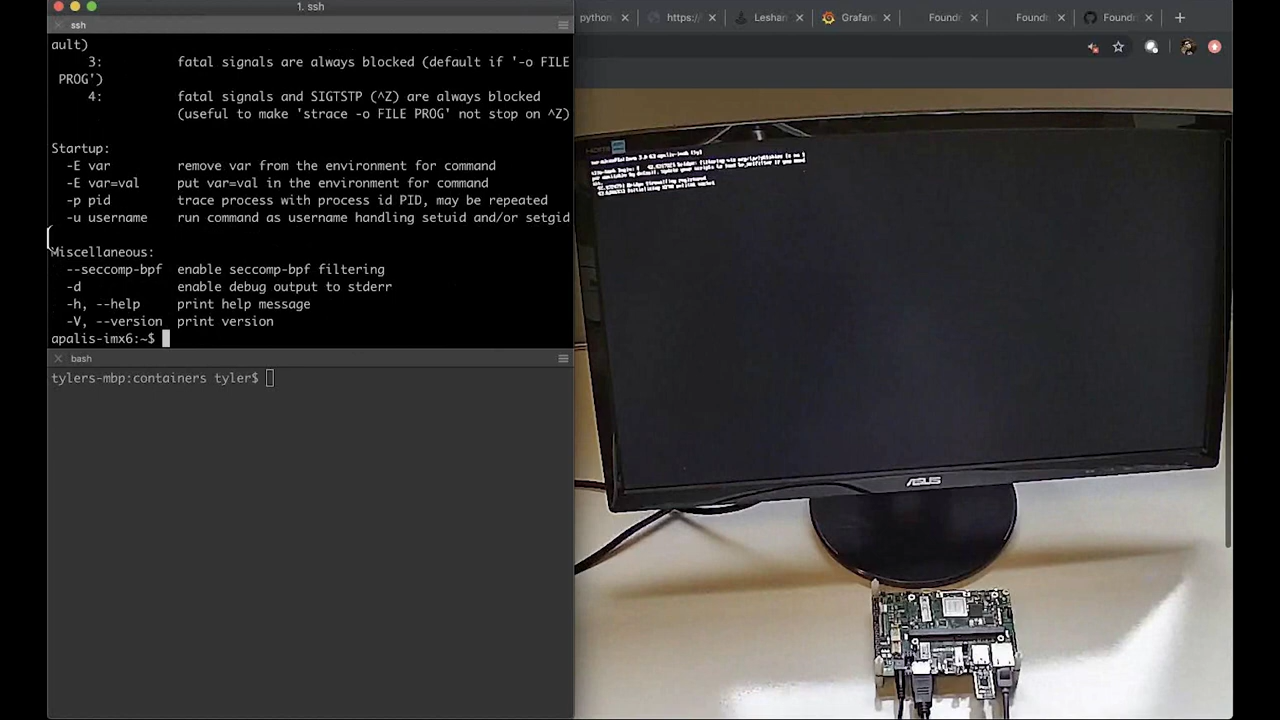 1. ssh
ssh
ault)
3: fatal signals are always blocked (default if '-o FILE
PROG')
4: fatal signals and SIGTSTP (^Z) are always blocked
(useful to make 'strace -o FILE PROG' not stop on ^Z)
Startup:
-E var remove var from the environment for command
-E var=val put var=val in the environment for command
-p pid trace process with process id PID, may be repeated
-u username run command as username handling setuid and/or setgid
Miscellaneous:
--seccomp-bpf enable seccomp-bpf filtering
-d enable debug output to stderr
-h, --help print help message
-V, --version print version
apalis-imx6:~$
bash
tylers-mbp:containers tyler$
python
https:/
Leshan
Grafana
Foundr
Foundr
Foundri
HDMI
ASUS